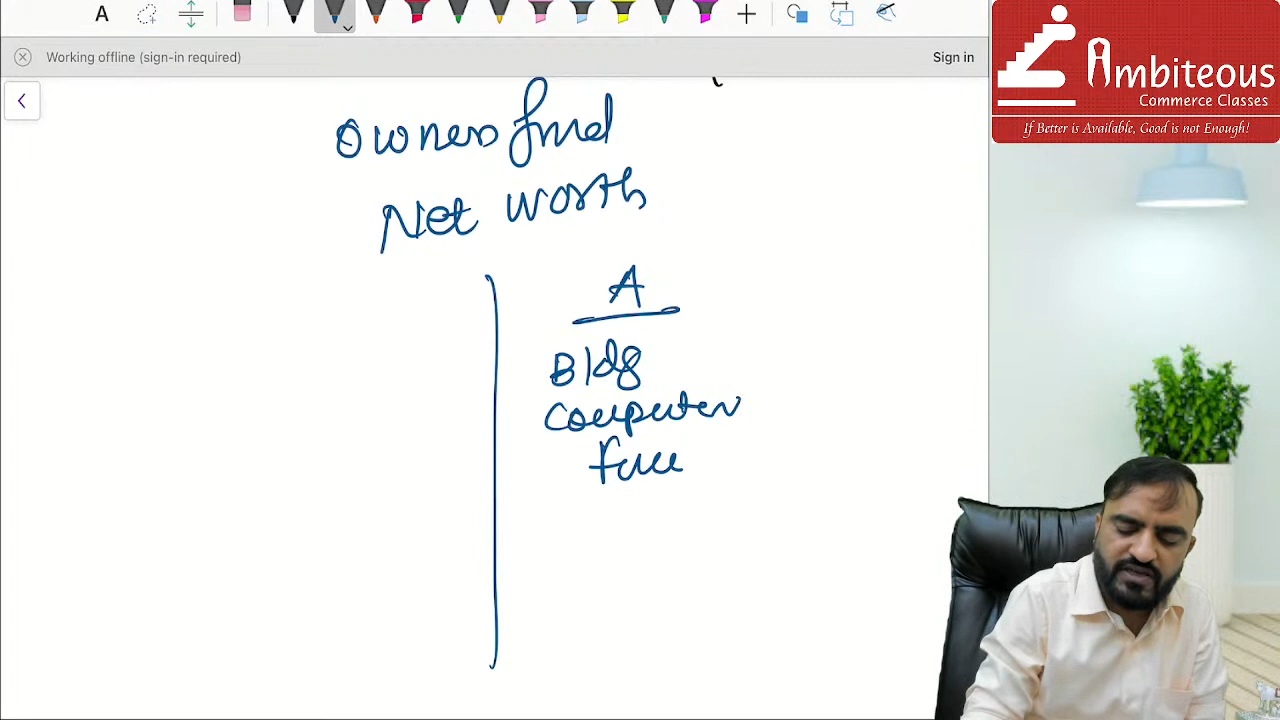 A
Working offline (sign-in required)
Sign in
Ambiteous
Commerce Classes
If Better is Available, Good is not Enough!
owners fund
Net worth
A
Bldg
Computer